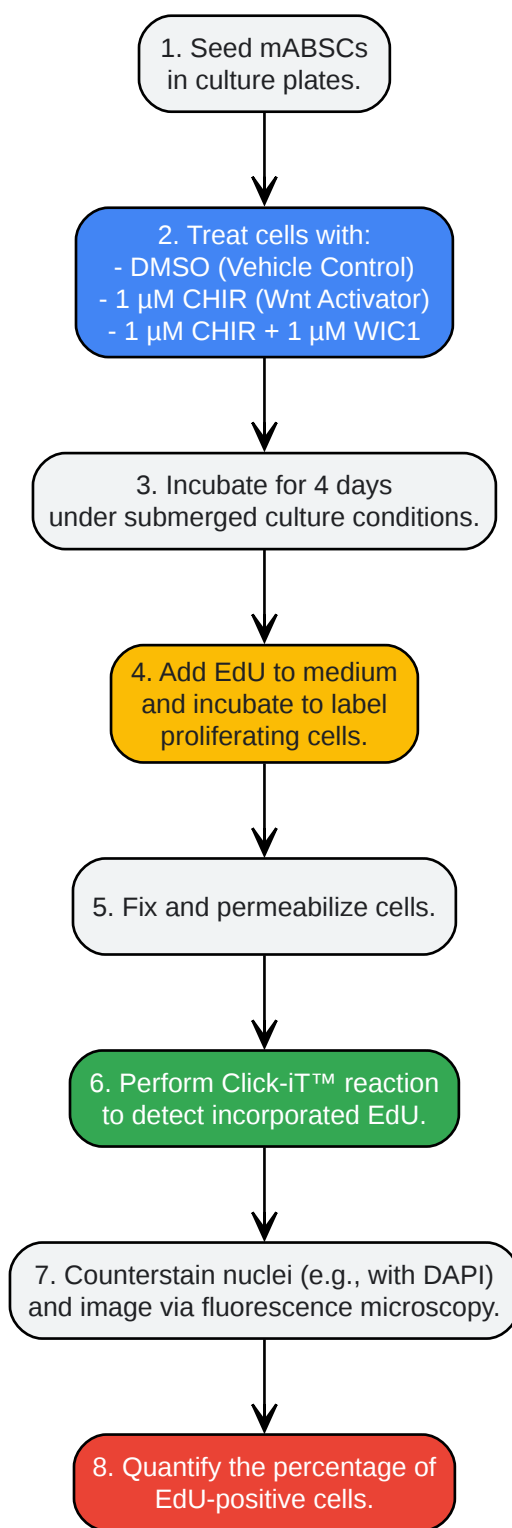 1. Seed mABSCs
in culture plates.
2. Treat cells with:
- DMSO (Vehicle Control)
- 1 µM CHIR (Wnt Activator)
- 1 µM CHIR + 1 µM WIC1
3. Incubate for 4 days
under submerged culture conditions.
4. Add EdU to medium
and incubate to label
proliferating cells.
5. Fix and permeabilize cells.
6. Perform Click-iT™ reaction
to detect incorporated EdU.
7. Counterstain nuclei (e.g., with DAPI)
and image via fluorescence microscopy.
8. Quantify the percentage of
EdU-positive cells.